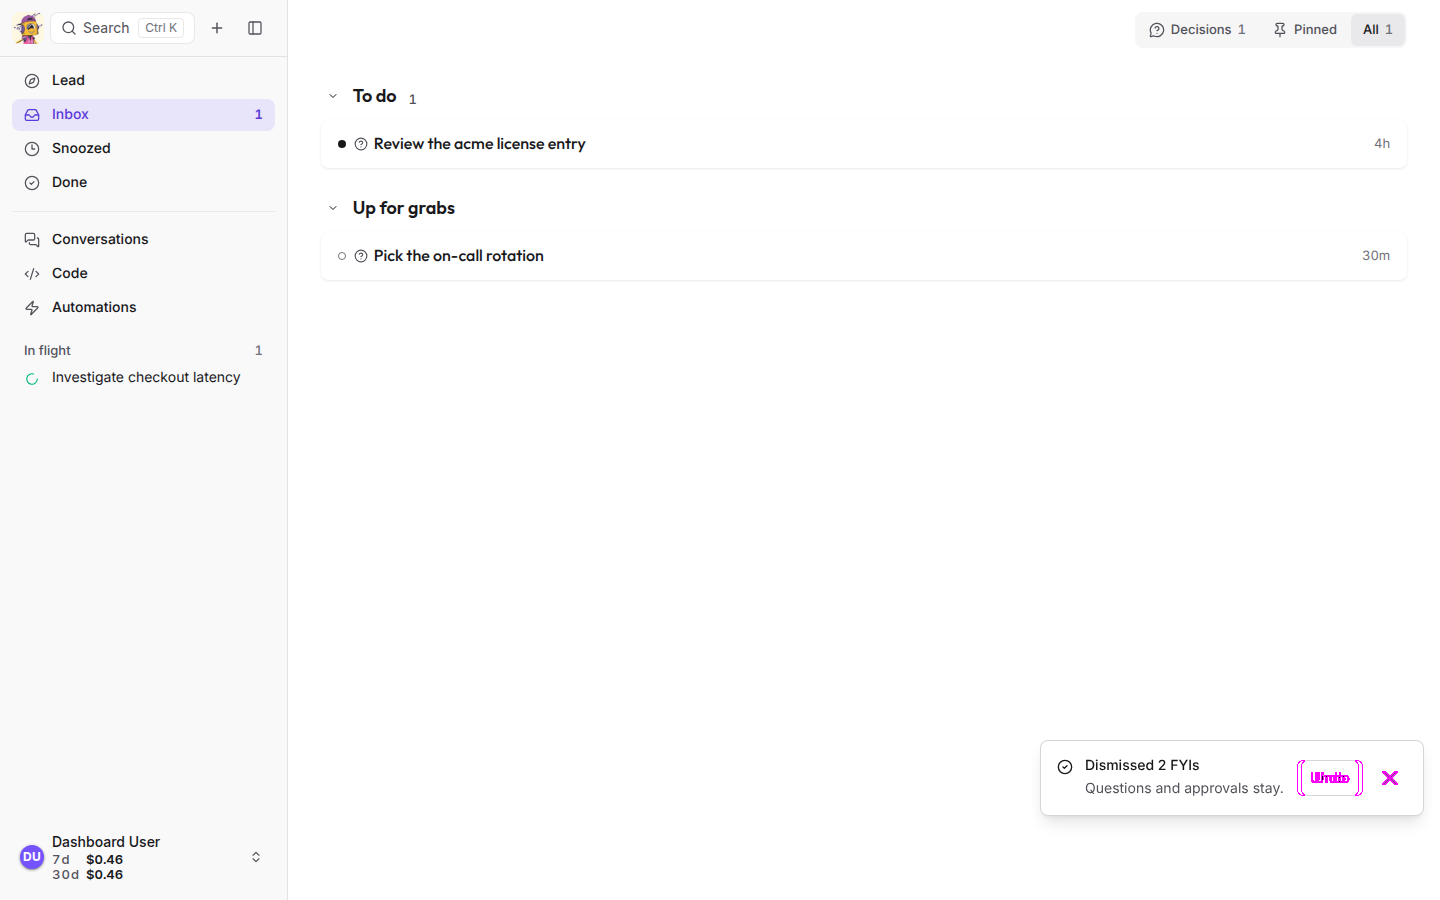 Search Ctrl K
Lead
Inbox 1
Snoozed
Done
Conversations
Code
Automations
In flight 1
Investigate checkout latency
DU
Dashboard User
7d $0.46
30d $0.46
Decisions 1
Pinned
All 1
To do 1
Review the acme license entry
4h
Up for grabs
Pick the on-call rotation
30m
Dismissed 2 FYIs
Questions and approvals stay.